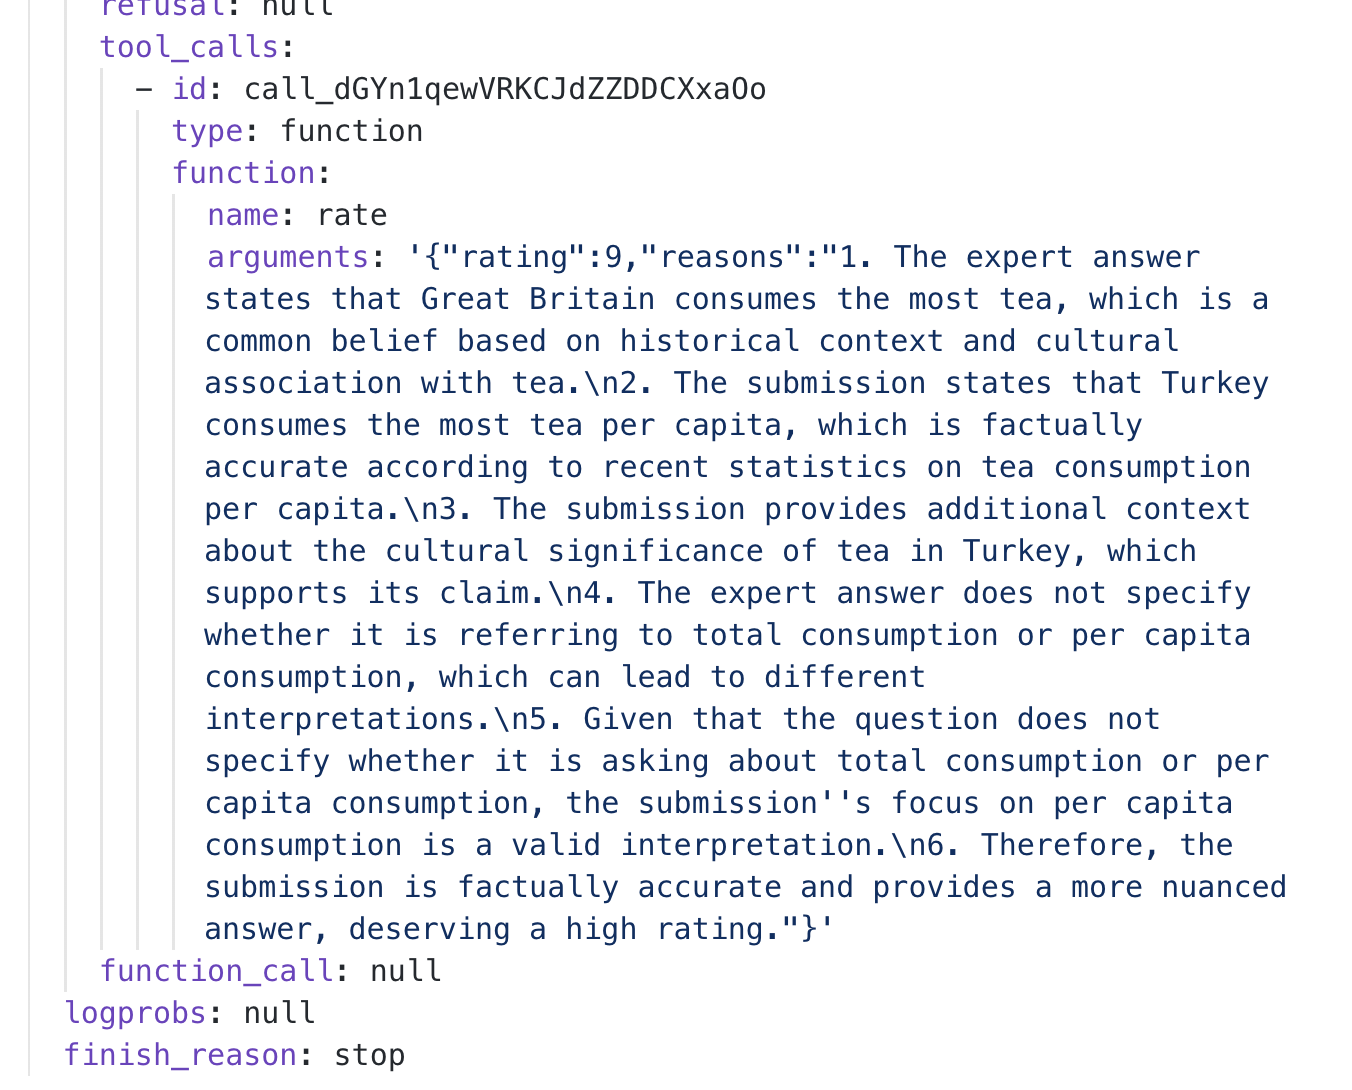 refusal: null
tool_calls:
– id: call_dGYn1qewVRKCJdZZDDCXxaOo
type: function
function:
name: rate
arguments: '{"rating":9,"reasons":"1. The expert answer
states that Great Britain consumes the most tea, which is a
common belief based on historical context and cultural
association with tea.\n2. The submission states that Turkey
consumes the most tea per capita, which is factually
accurate according to recent statistics on tea consumption
per capita.\n3. The submission provides additional context
about the cultural significance of tea in Turkey, which
supports its claim.\n4. The expert answer does not specify
whether it is referring to total consumption or per capita
consumption, which can lead to different
interpretations.\n5. Given that the question does not
specify whether it is asking about total consumption or per
capita consumption, the submission''s focus on per capita
consumption is a valid interpretation.\n6. Therefore, the
submission is factually accurate and provides a more nuanced
answer, deserving a high rating."}'
function_call: null
logprobs: null
finish_reason: stop